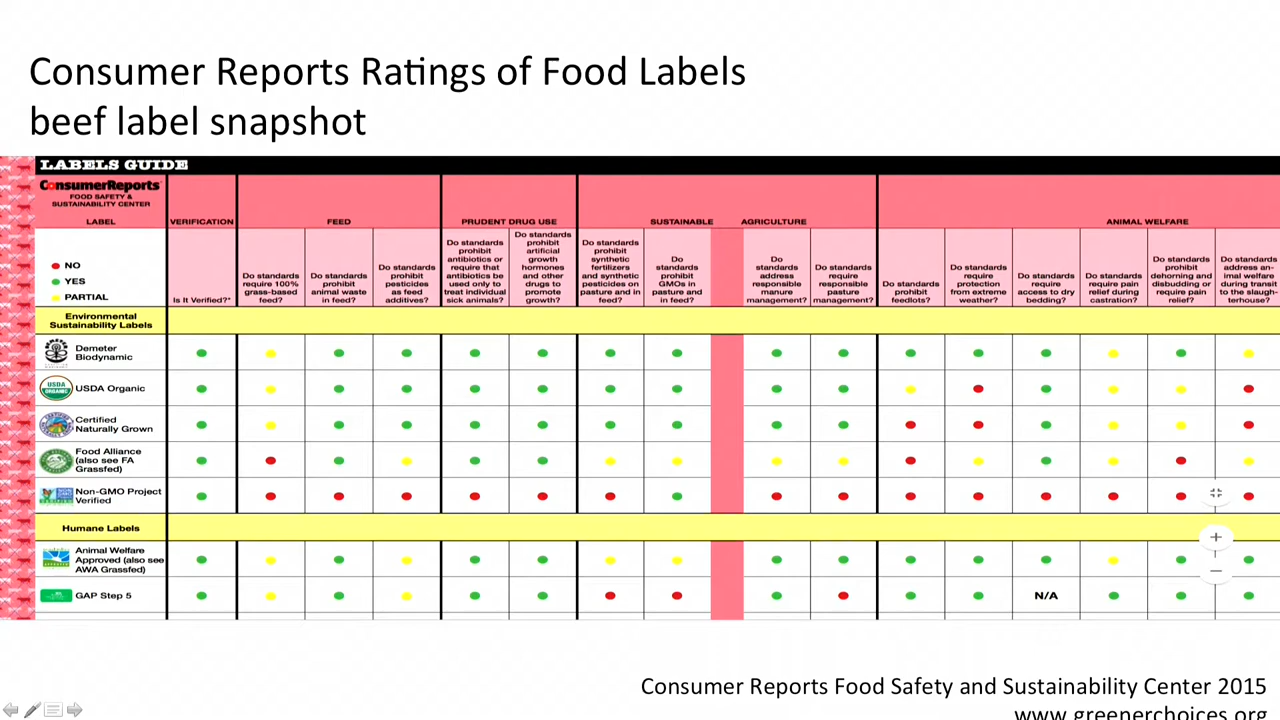 Consumer Reports Ratings of Food Labels
beef label snapshot
LABELS GUIDE
ConsumerReports
FOOD SAFETY &
SUSTAINABILITY CENTER
LABEL
VERIFICATION
FEED
PRUDENT DRUG USE
SUSTAINABLE AGRICULTURE
ANIMAL WELFARE
NO
YES
PARTIAL
Is It Verified?*
Do standards
require 100%
grass-based
feed?
Do standards
prohibit
animal waste
in feed?
Do standards
prohibit
pesticides
as feed
additives?
Do standards
prohibit
antibiotics or
require that
antibiotics be
used only to
treat individual
sick animals?
Do standards
prohibit
artificial
growth
hormones
and other
drugs to
promote
growth?
Do standards
prohibit
synthetic
fertilizers
and synthetic
pesticides on
pasture and in
feed?
Do
standards
prohibit
GMOs in
pasture and
in feed?
Do
standards
address
responsible
manure
management?
Do standards
require
responsible
pasture
management?
Do standards
prohibit
feedlots?
Do standards
require
protection
from extreme
weather?
Do standards
require
access to dry
bedding?
Do standards
require pain
relief during
castration?
Do standards
prohibit
dehorning and
disbudding or
require pain
relief?
Do standards
address an-
imal welfare
during transit
to the slaugh-
terhouse?
Environmental
Sustainability Labels
Demeter
Biodynamic
USDA
ORGANIC
USDA Organic
Certified
Naturally Grown
Food Alliance
(also see FA
Grassfed)
Non-GMO Project
Verified
Humane Labels
Animal Welfare
Approved (also see
AWA Grassfed)
GAP Step 5
N/A
Consumer Reports Food Safety and Sustainability Center 2015
www.greenerchoices.org